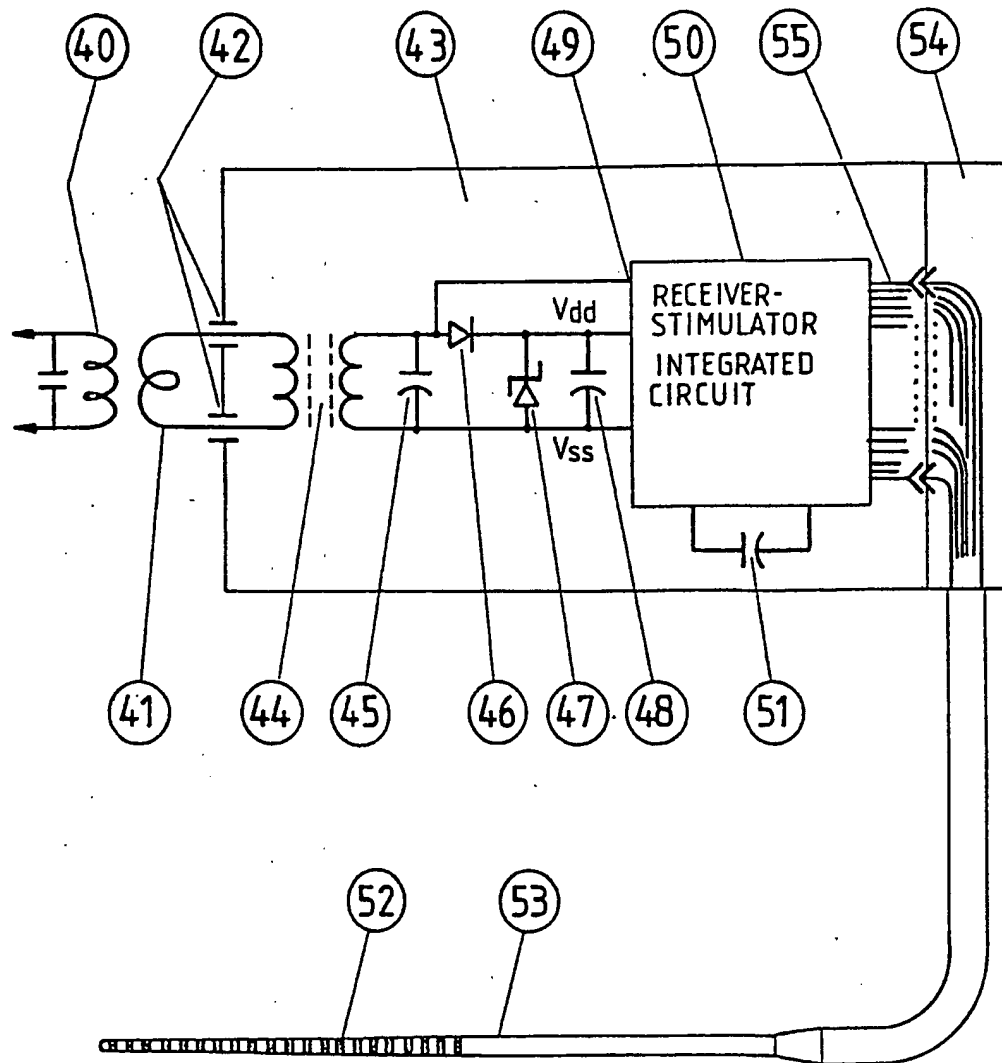 40 42 43 49 50 55 54
RECEIVER-
STIMULATOR
INTEGRATED
CIRCUIT
Vdd
Vss
41 44 45 46 47 48 51
52 53